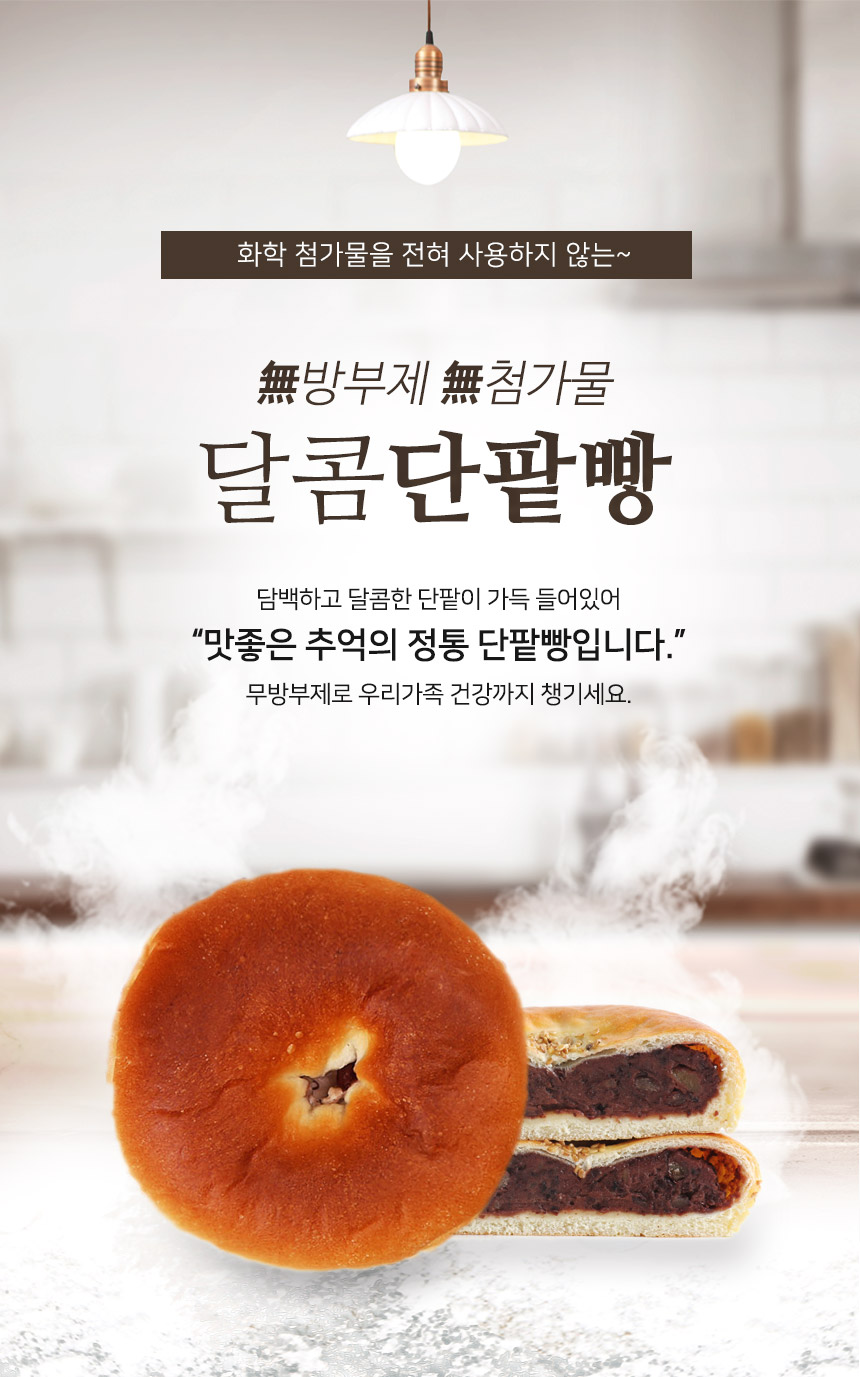 화학 첨가물을 전혀 사용하지 않는~
無방부제 無첨가물
달콤단팥빵
담백하고 달콤한 단팥이 가득 들어있어
“맛좋은 추억의 정통 단팥빵입니다.”
무방부제로 우리가족 건강까지 챙기세요.